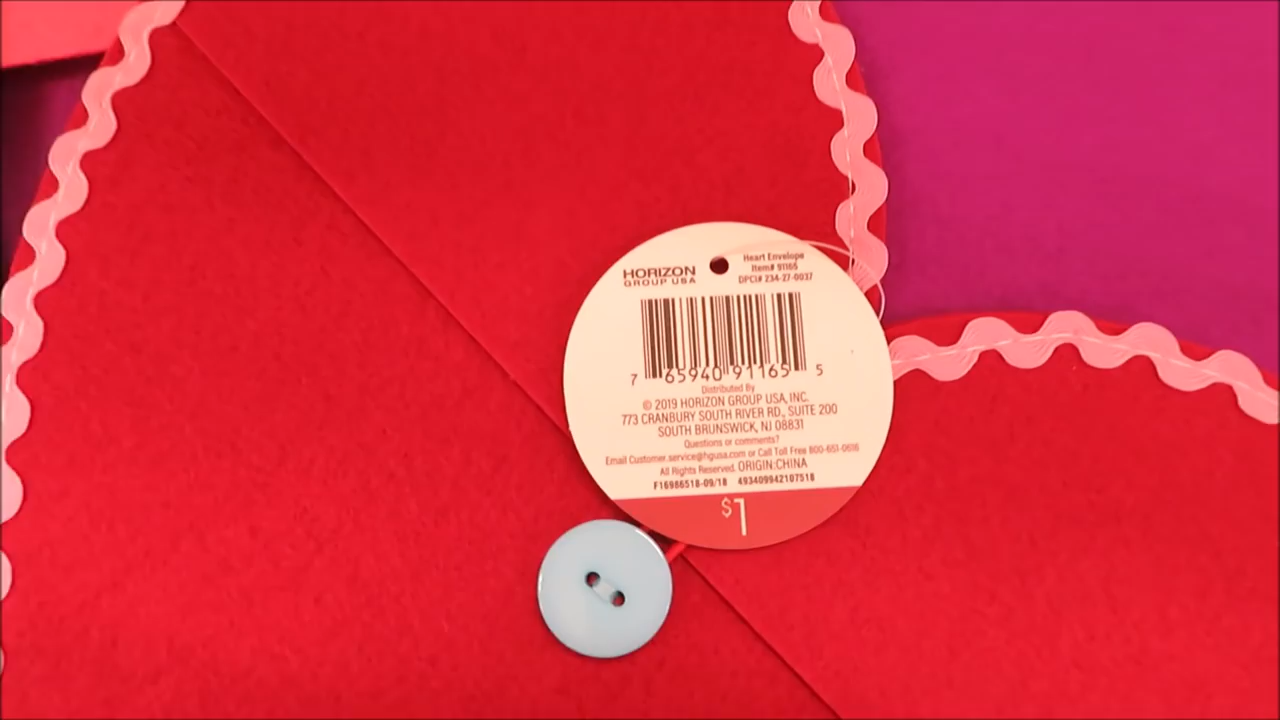 HORIZON
GROUP USA
Heart Envelope
Item# 91165
DPCI# 234-27-0037
7 65940 91165 5
Distributed By
© 2019 HORIZON GROUP USA, INC.
773 CRANBURY SOUTH RIVER RD., SUITE 200
SOUTH BRUNSWICK, NJ 08831
Questions or comments?
Email Customer.service@hgusa.com or Call Toll Free 800-651-0616
All Rights Reserved. ORIGIN:CHINA
F16986518-09/18 493409942107518
$1